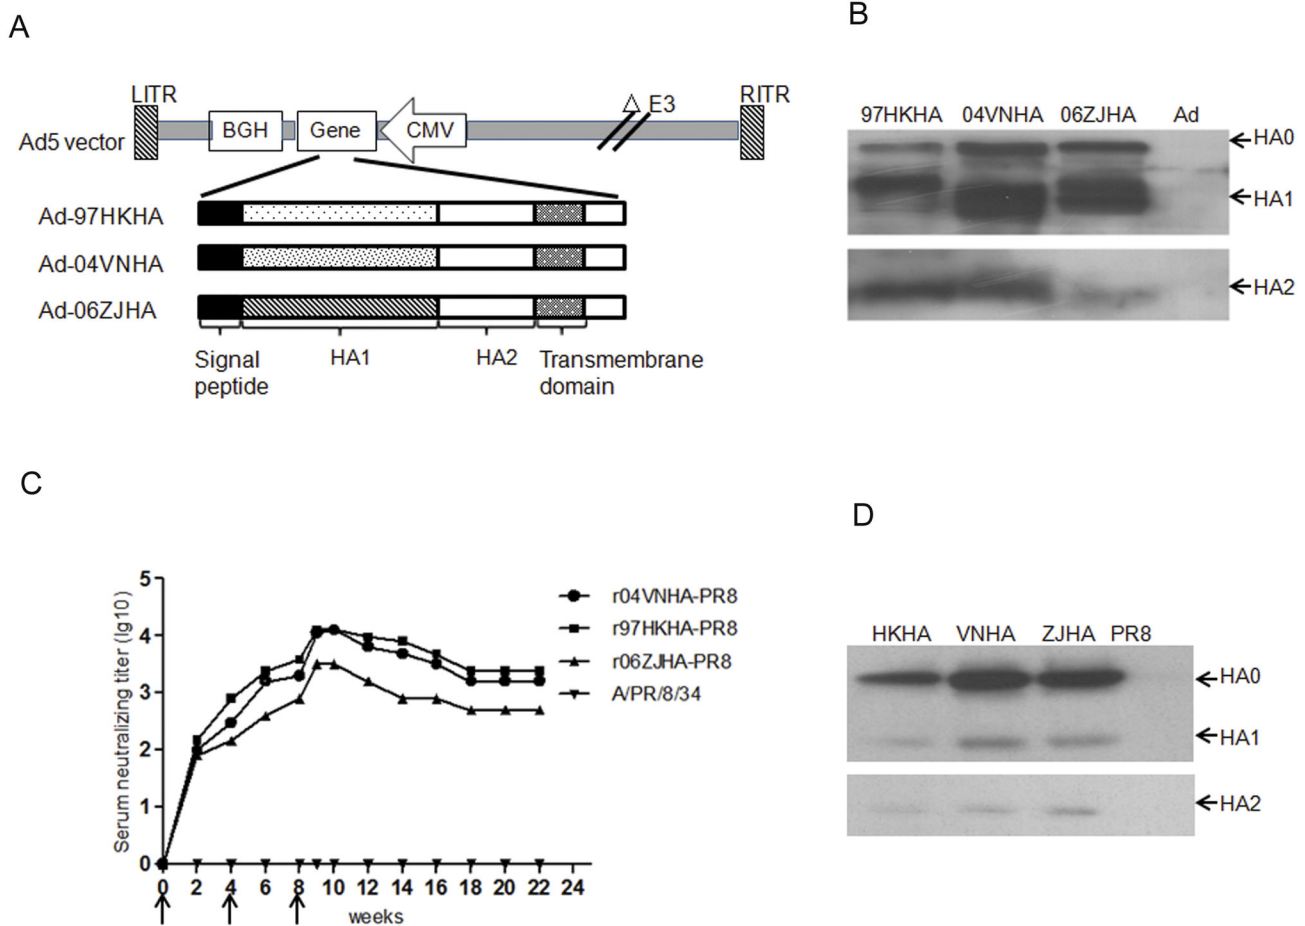 A
LITR
BGH
Gene
CMV
△ E3
RITR
Ad5 vector
Ad-97HKHA
Ad-04VNHA
Ad-06ZJHA
Signal
peptide
HA1
HA2
Transmembrane
domain
B
97HKHA 04VNHA 06ZJHA Ad
HA0
HA1
HA2
C
Serum neutralizing titer (lg10)
5
4
3
2
1
0
0 2 4 6 8 10 12 14 16 18 20 22 24
weeks
r04VNHA-PR8
r97HKHA-PR8
r06ZJHA-PR8
A/PR/8/34
D
HKHA VNHA ZJHA PR8
HA0
HA1
HA2